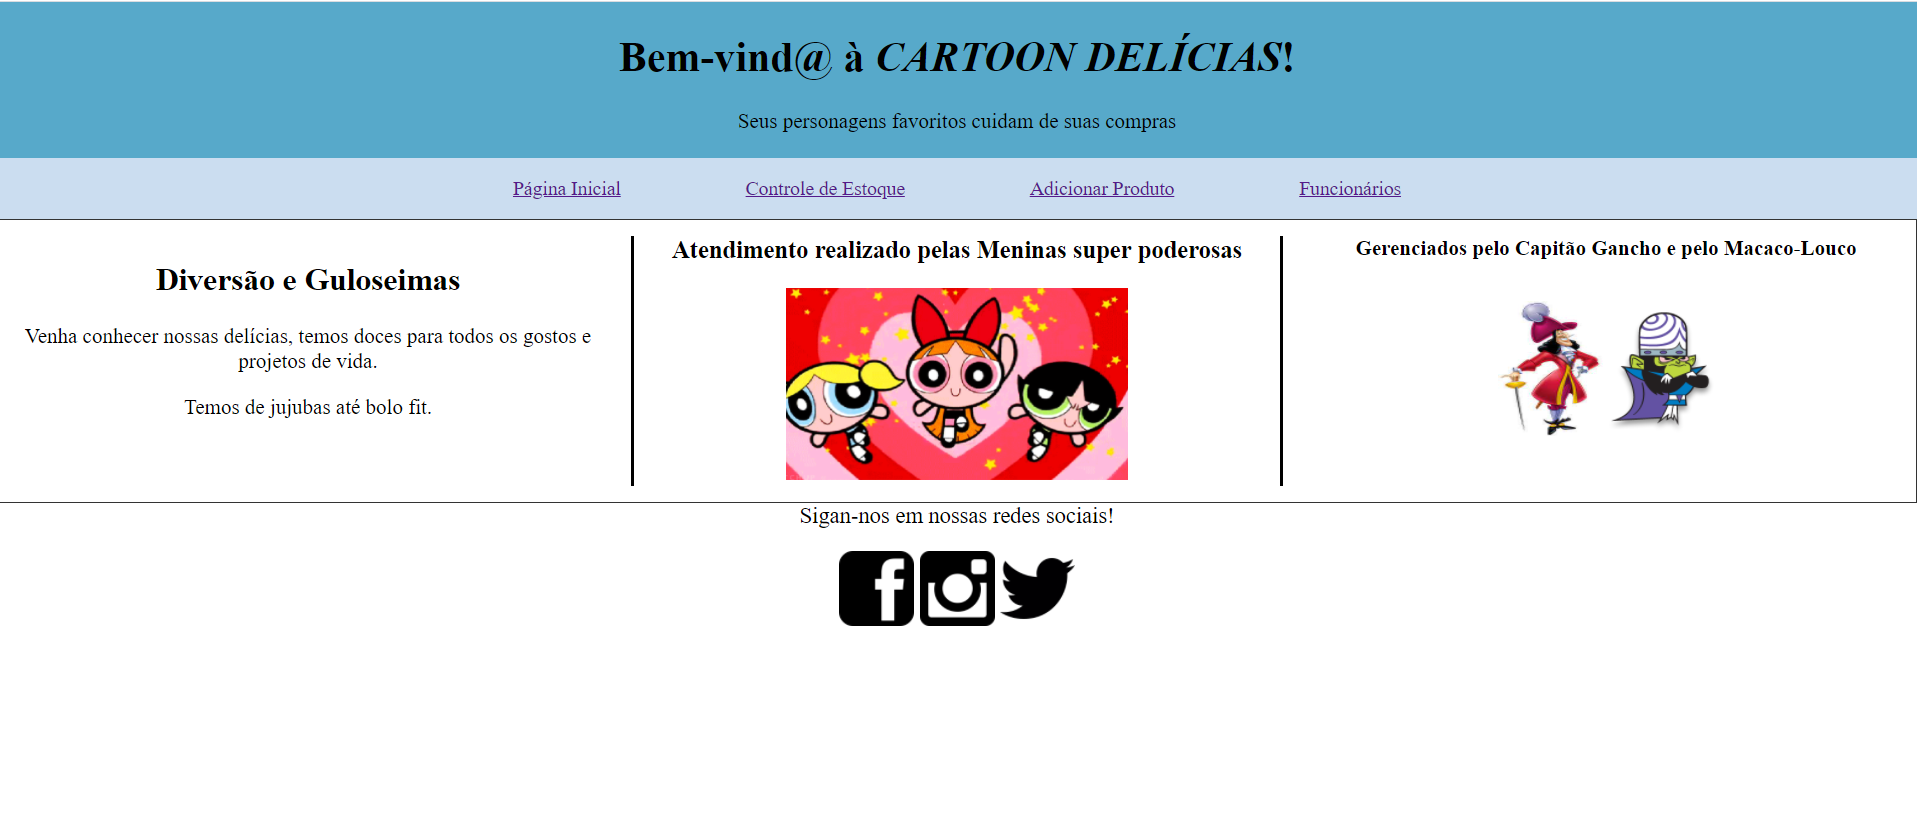 Bem-vind@ à CARTOON DELÍCIAS!
Seus personagens favoritos cuidam de suas compras
Página Inicial Controle de Estoque Adicionar Produto Funcionários
Diversão e Guloseimas
Venha conhecer nossas delícias, temos doces para todos os gostos e
projetos de vida.
Temos de jujubas até bolo fit.
Atendimento realizado pelas Meninas super poderosas
Gerenciados pelo Capitão Gancho e pelo Macaco-Louco
Sigan-nos em nossas redes sociais!